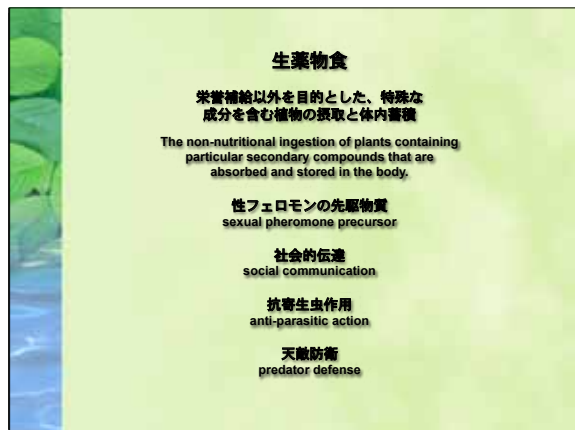 生薬物食
栄誉補給以外を目的とした、特殊な
成分を含む植物の摂取と体内蓄積
The non-nutritional ingestion of plants containing
particular secondary compounds that are
absorbed and stored in the body.
性フェロモンの先駆物質
sexual pheromone precursor
社会的伝達
social communication
抗寄生虫作用
anti-parasitic action
天敵防衛
predator defense